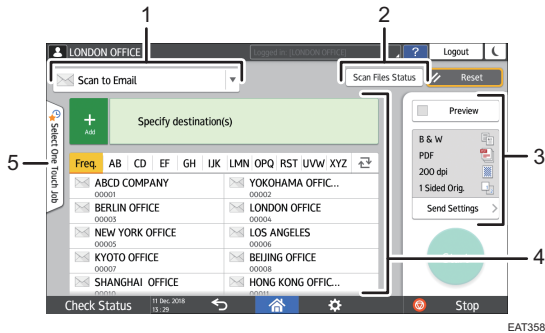 1
2
LONDON OFFICE
Logged in: (LONDON OFFICE)
?
Logout
Scan to Email
Scan Files Status
Reset
Add
Specify destination(s)
Preview
Select One Touch Job
Freq. AB CD EF GH IJK LMN OPQ RST UVW XYZ
B & W
PDF
200 dpi
1 Sided Orig.
Send Settings
3
5
ABCD COMPANY
00001
YOKOHAMA OFFIC...
00002
BERLIN OFFICE
00003
LONDON OFFICE
00004
NEW YORK OFFICE
00005
LOS ANGELES
00006
KYOTO OFFICE
00007
BEIJING OFFICE
00008
4
SHANGHAI OFFICE
HONG KONG OFFIC...
Check Status
11 Dec. 2018
13 : 29
Stop
EAT358